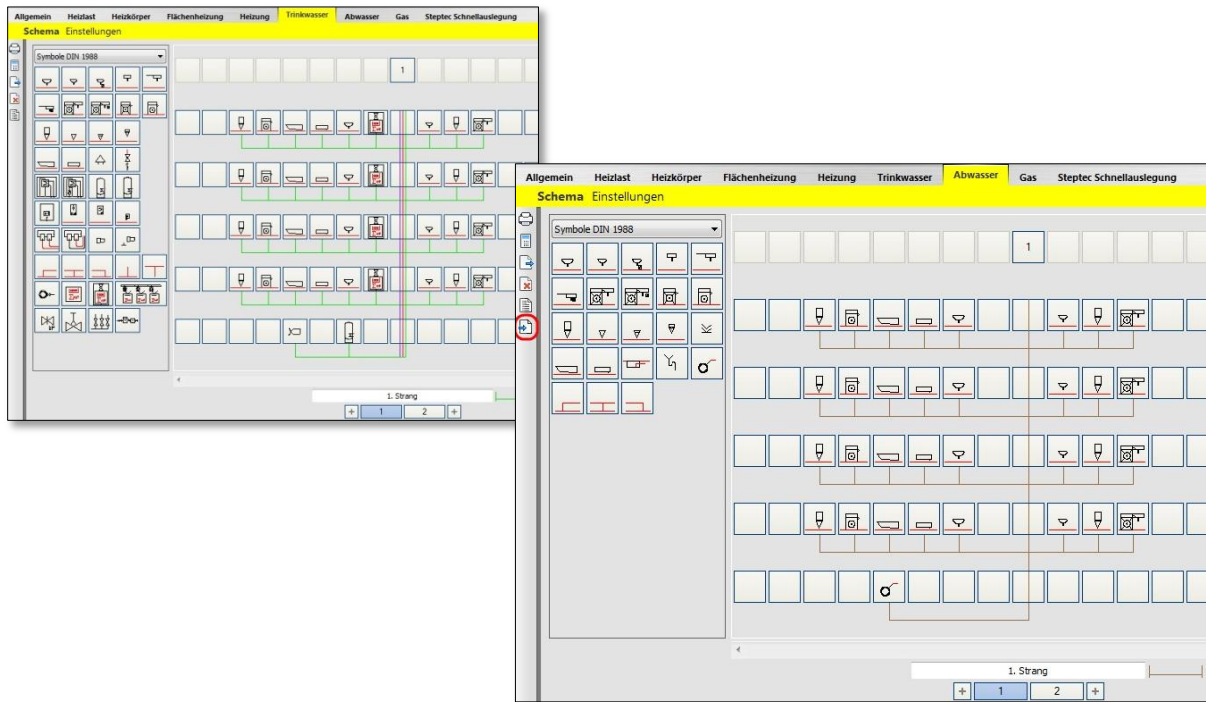 Allgemein Heizlast Heizkörper Flächenheizung Heizung Trinkwasser Abwasser Gas Steptec Schnellauslegung
Schema Einstellungen
Symbole DIN 1988
1
1. Strang
+ 1 2 +
Allgemein Heizlast Heizkörper Flächenheizung Heizung Trinkwasser Abwasser Gas Steptec Schnellauslegung
Schema Einstellungen
Symbole DIN 1988
1
1. Strang
+ 1 2 +